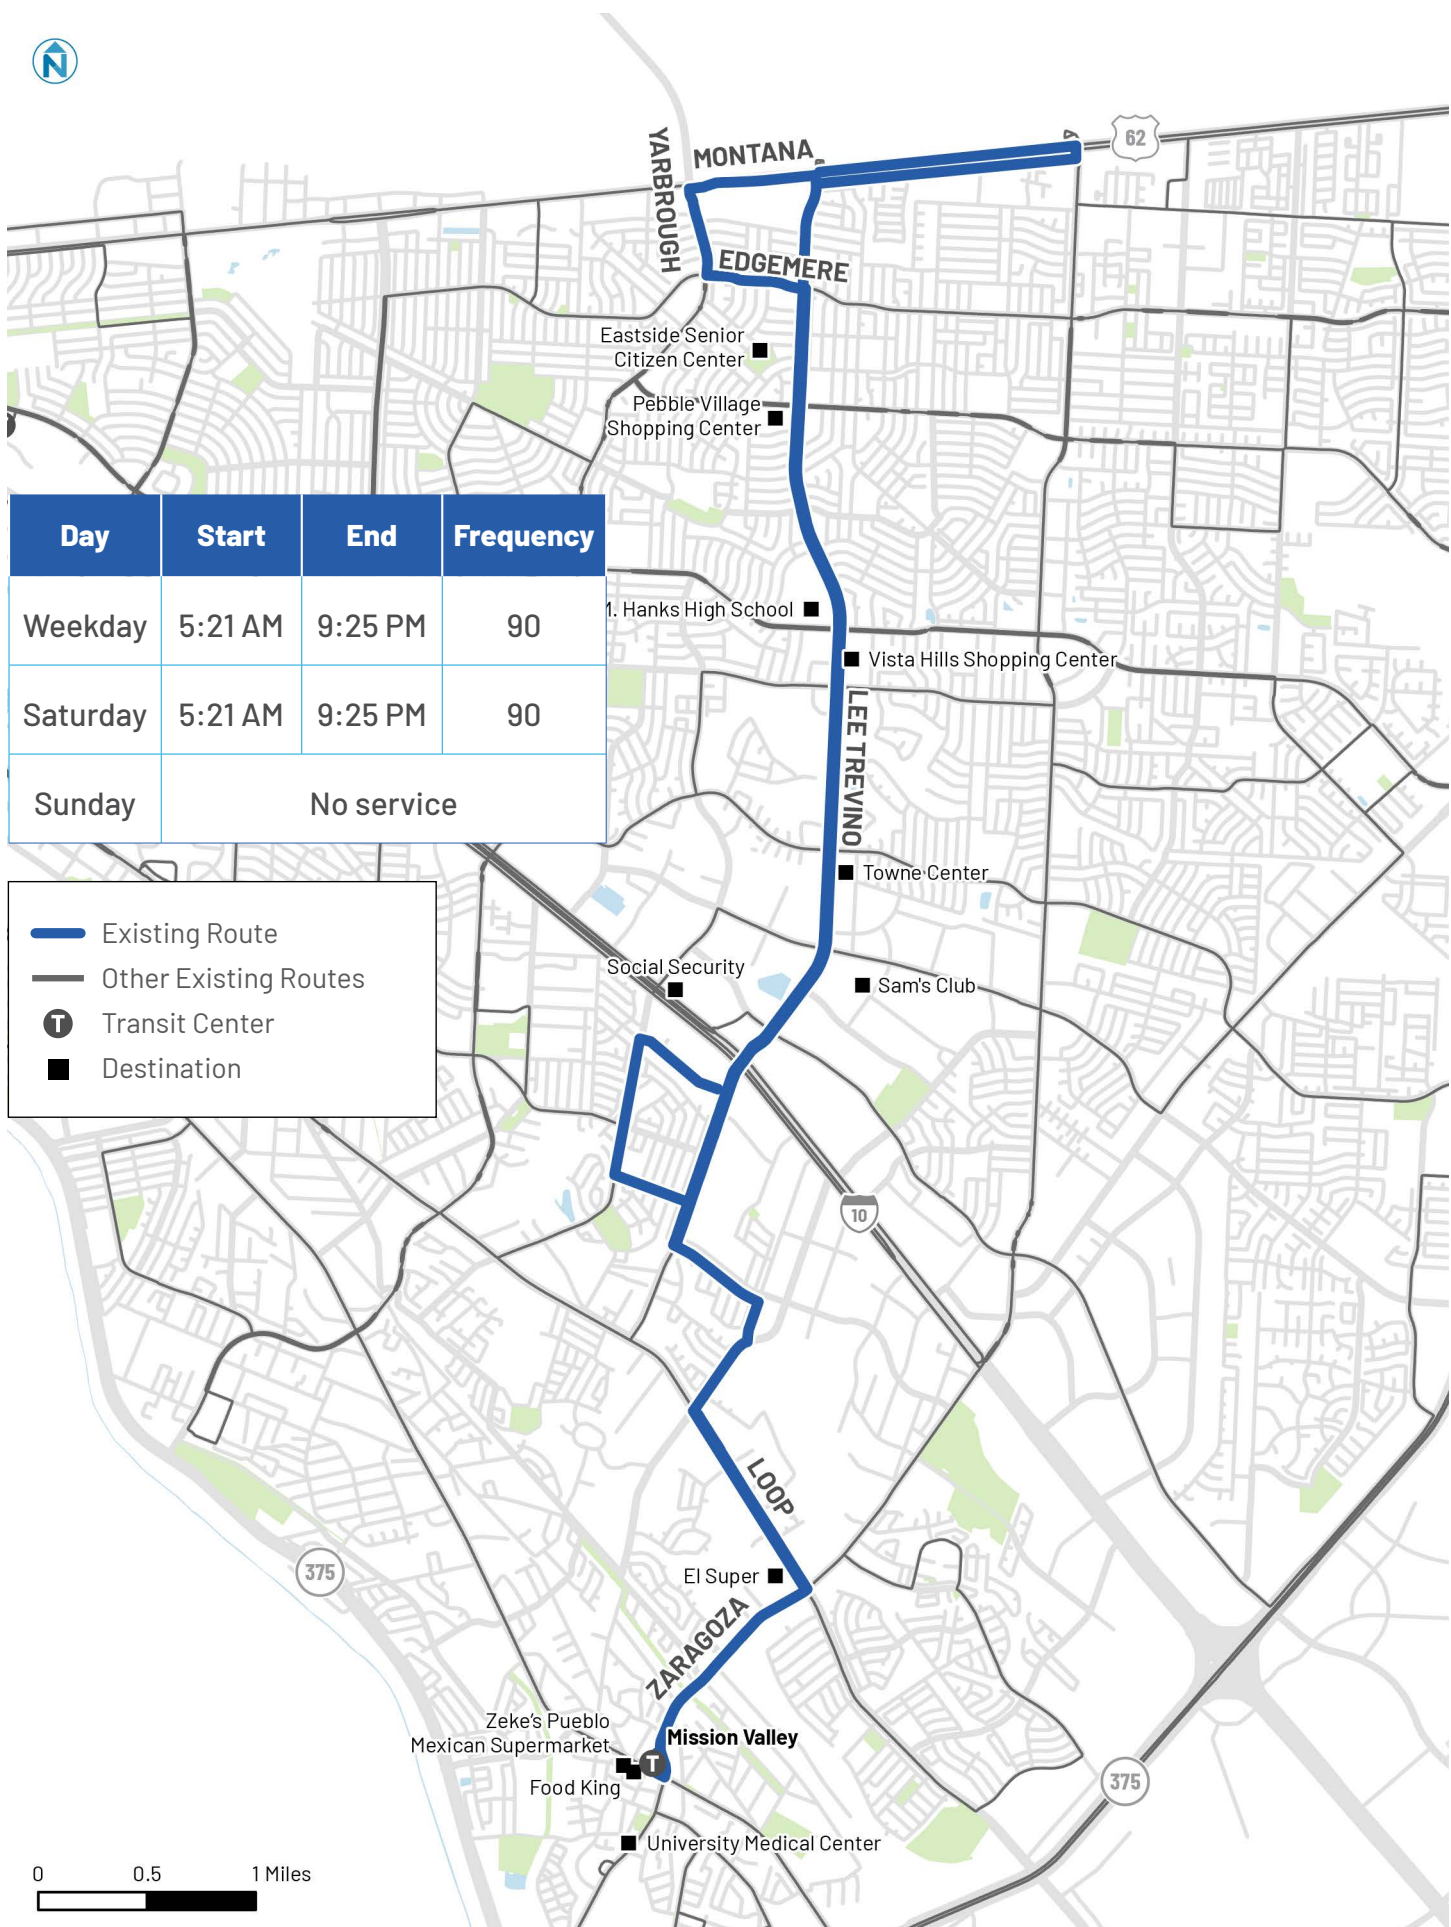 N
62
MONTANA
YARBROUGH
EDGEMERE
Eastside Senior
Citizen Center
Pebble Village
Shopping Center
Day Start End Frequency
Weekday 5:21 AM 9:25 PM 90
Saturday 5:21 AM 9:25 PM 90
Sunday No service
Hanks High School
Vista Hills Shopping Center
LEE TREVINO
Towne Center
Existing Route
Other Existing Routes
T Transit Center
Destination
Social Security
Sam's Club
10
LOOP
375
El Super
ZARAGOZA
Zeke's Pueblo
Mexican Supermarket
Mission Valley
T
Food King
375
University Medical Center
0 0.5 1 Miles